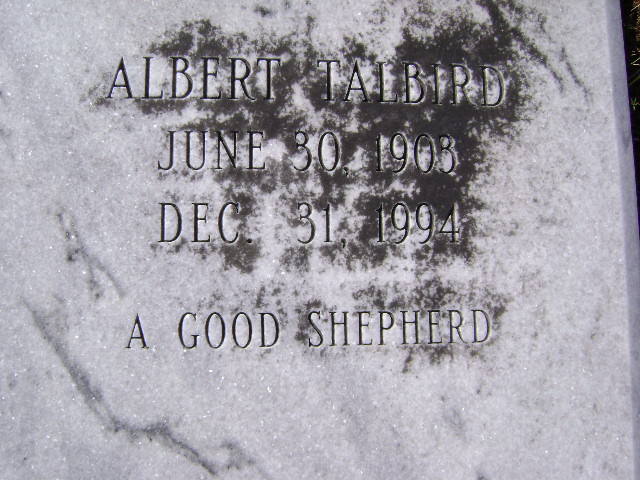 ALBERT TALBIRD
JUNE 30, 1903
DEC. 31, 1994
A GOOD SHEPHERD